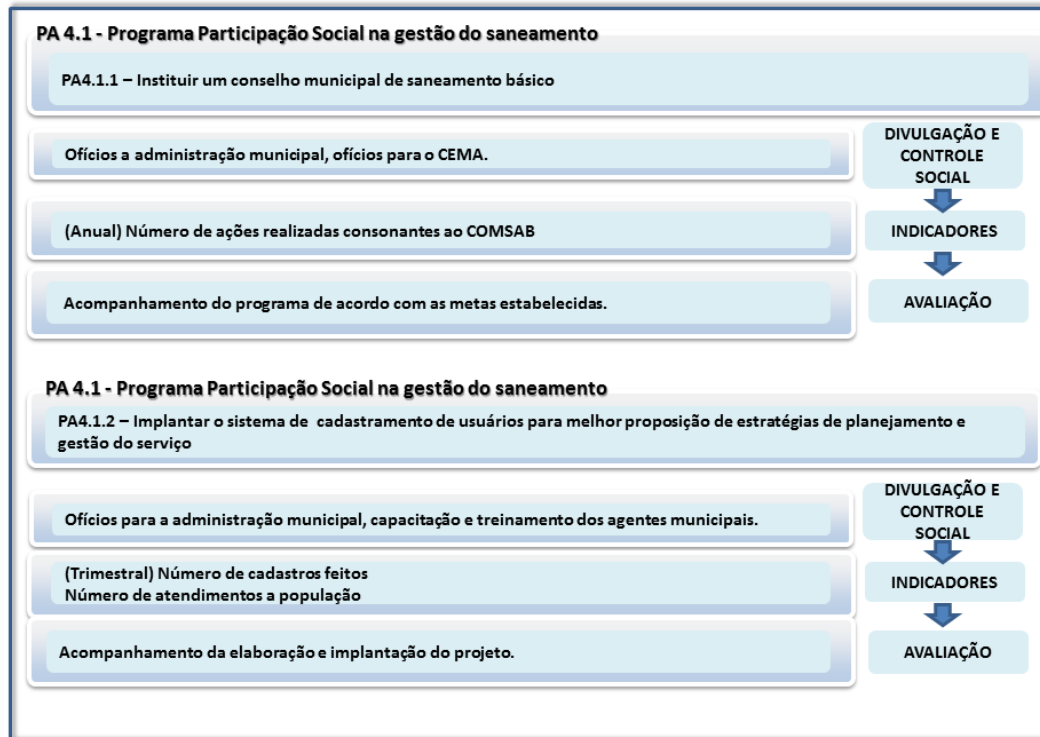 PA 4.1 - Programa Participação Social na gestão do saneamento
PA4.1.1 – Instituir um conselho municipal de saneamento básico
Ofícios a administração municipal, ofícios para o CEMA.
DIVULGAÇÃO E
CONTROLE
SOCIAL
(Anual) Número de ações realizadas consonantes ao COMSAB
INDICADORES
Acompanhamento do programa de acordo com as metas estabelecidas.
AVALIAÇÃO
PA 4.1 - Programa Participação Social na gestão do saneamento
PA4.1.2 – Implantar o sistema de cadastramento de usuários para melhor proposição de estratégias de planejamento e
gestão do serviço
Ofícios para a administração municipal, capacitação e treinamento dos agentes municipais.
DIVULGAÇÃO E
CONTROLE
SOCIAL
(Trimestral) Número de cadastros feitos
Número de atendimentos a população
INDICADORES
Acompanhamento da elaboração e implantação do projeto.
AVALIAÇÃO